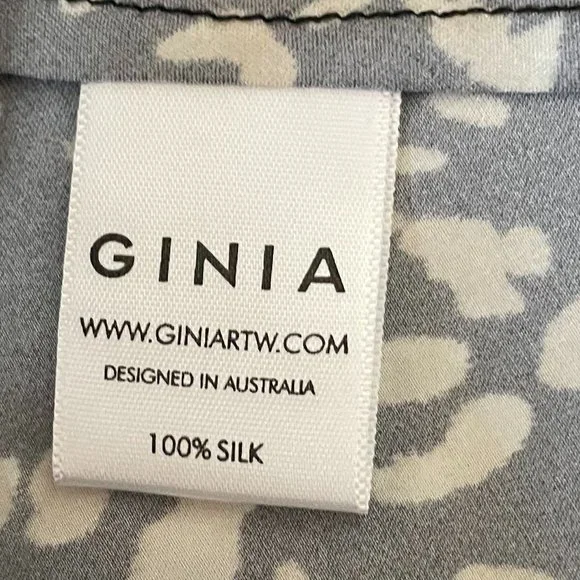 GINIA
WWW.GINIARTW.COM
DESIGNED IN AUSTRALIA
100% SILK